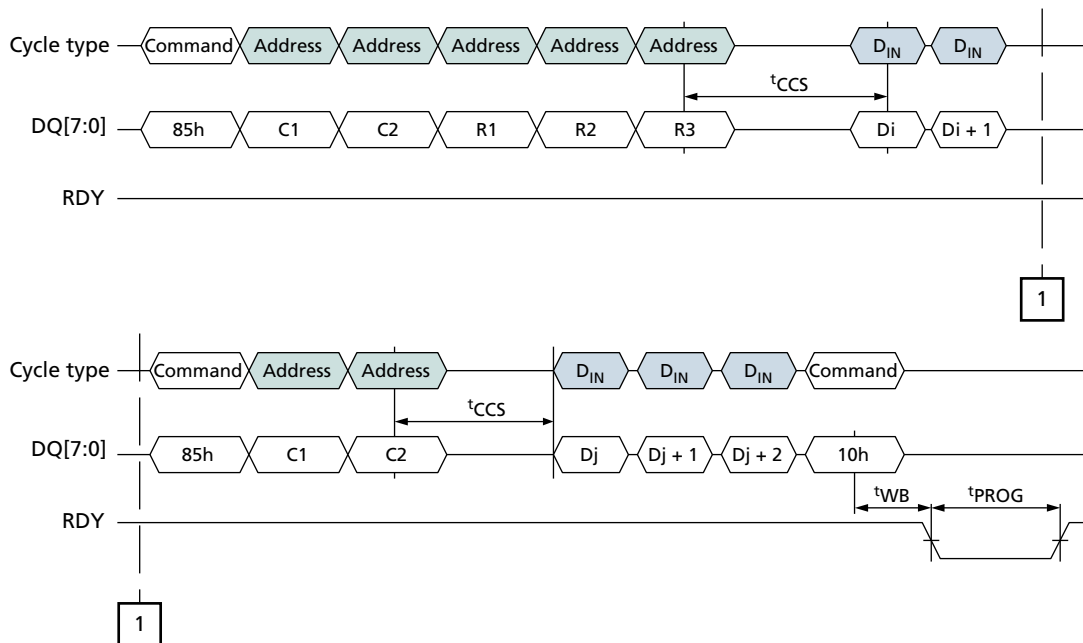 Cycle type Command Address Address Address Address Address DIN DIN
tCCS
DQ[7:0] 85h C1 C2 R1 R2 R3 Di Di + 1
RDY
1
Cycle type Command Address Address DIN DIN DIN Command
tCCS
DQ[7:0] 85h C1 C2 Dj Dj + 1 Dj + 2 10h
tWB tPROG
RDY
1